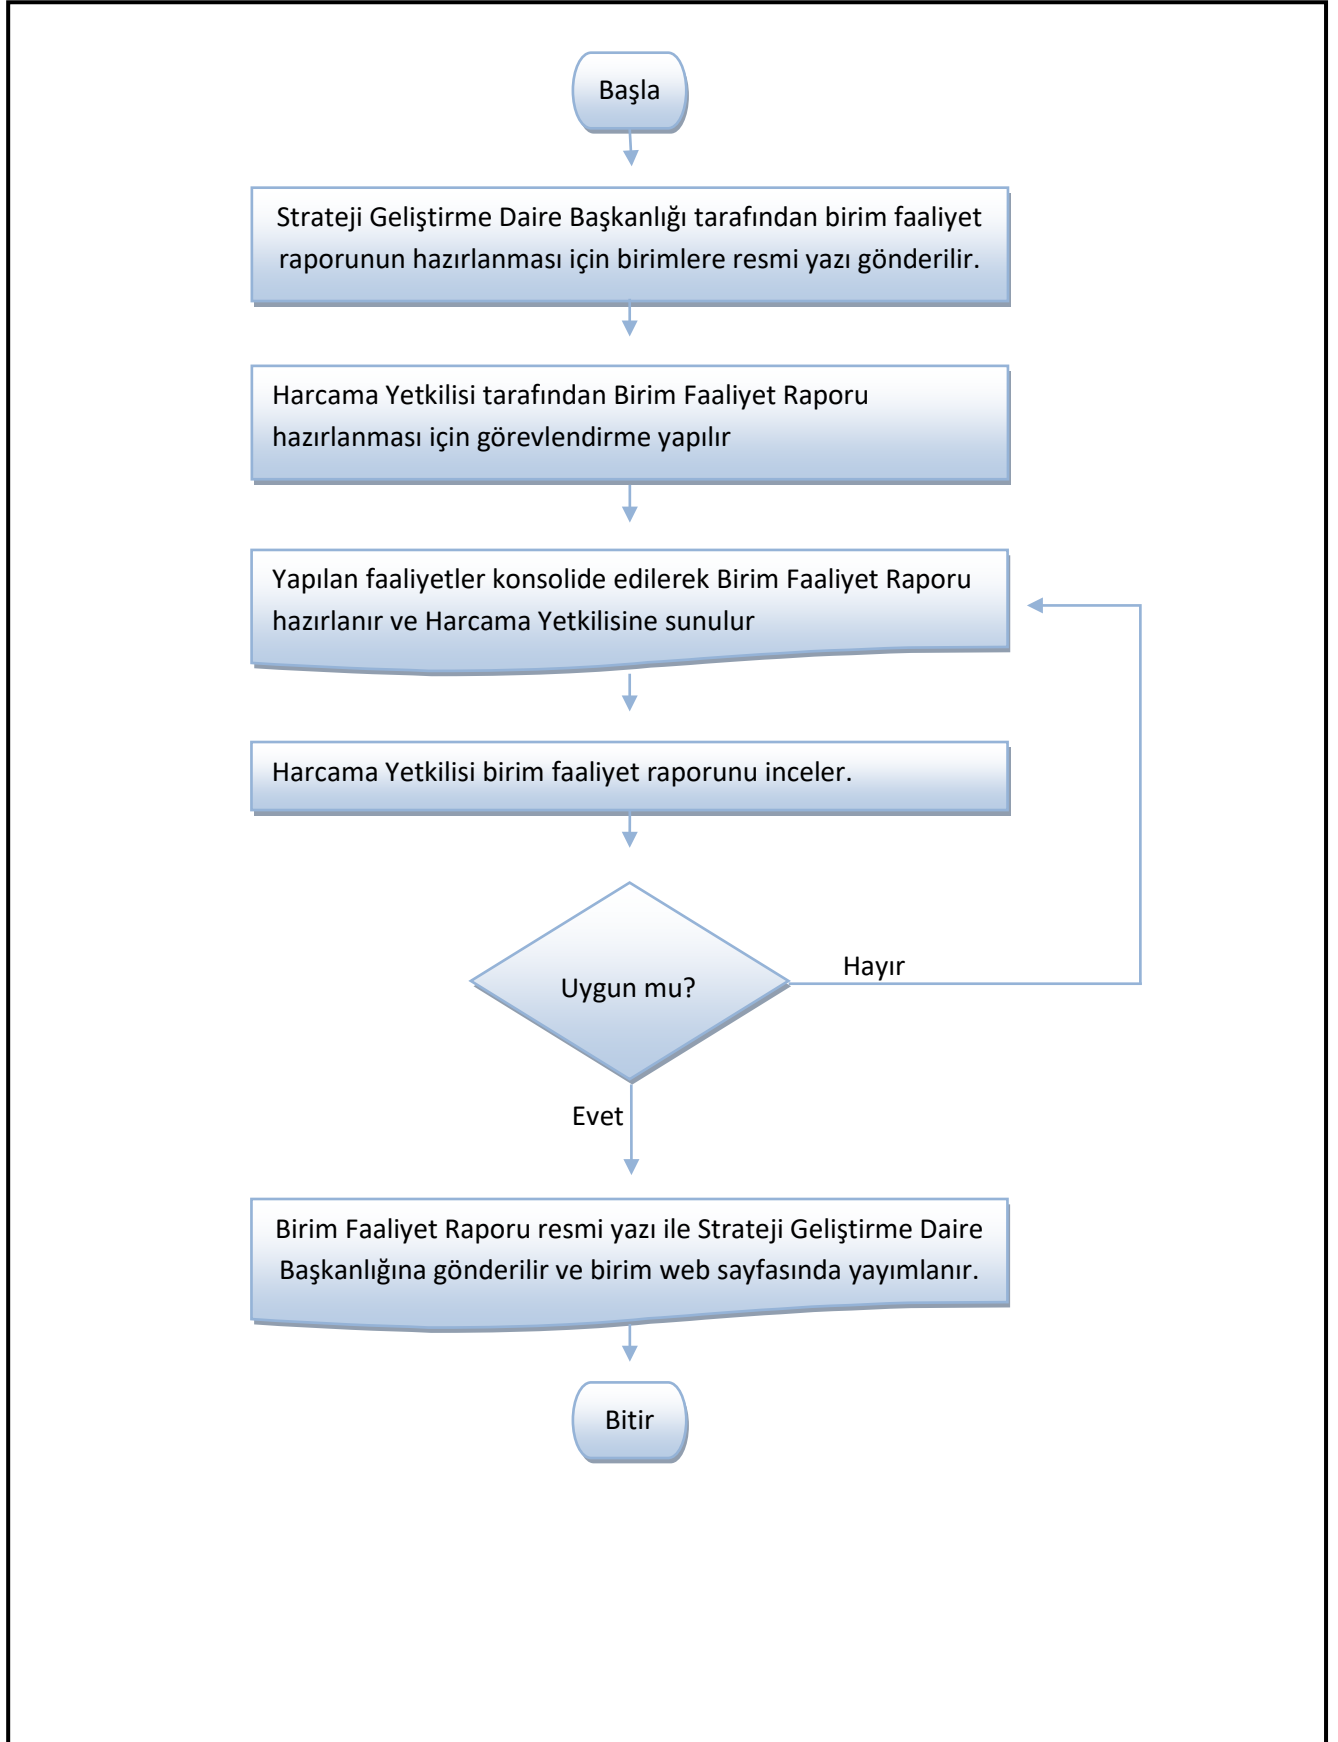 Başla
Strateji Geliştirme Daire Başkanlığı tarafından birim faaliyet
raporunun hazırlanması için birimlere resmi yazı gönderilir.
Harcama Yetkilisi tarafından Birim Faaliyet Raporu
hazırlanması için görevlendirme yapılır
Yapılan faaliyetler konsolide edilerek Birim Faaliyet Raporu
hazırlanır ve Harcama Yetkilisine sunulur
Harcama Yetkilisi birim faaliyet raporunu inceler.
Uygun mu?
Hayır
Evet
Birim Faaliyet Raporu resmi yazı ile Strateji Geliştirme Daire
Başkanlığına gönderilir ve birim web sayfasında yayımlanır.
Bitir